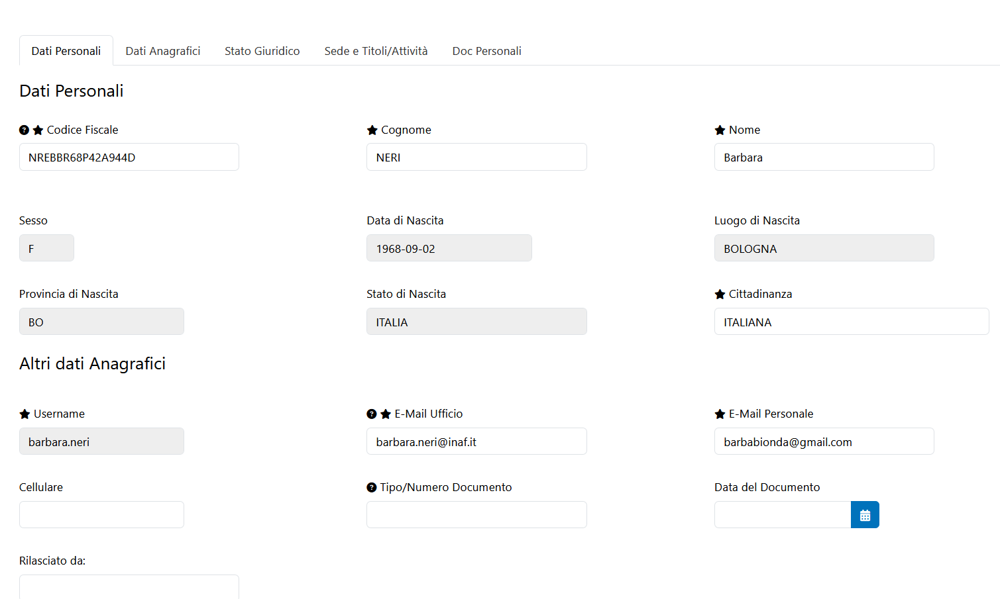 Dati Personali Dati Anagrafici Stato Giuridico Sede e Titoli/Attività Doc Personali
Dati Personali
Codice Fiscale Cognome Nome
NREBBR68P42A944D NERI Barbara
Sesso Data di Nascita Luogo di Nascita
F 1968-09-02 BOLOGNA
Provincia di Nascita Stato di Nascita Cittadinanza
BO ITALIA ITALIANA
Altri dati Anagrafici
Username E-Mail Ufficio E-Mail Personale
barbara.neri barbara.neri@inaf.it barbabionda@gmail.com
Cellulare Tipo/Numero Documento Data del Documento
Rilasciato da: